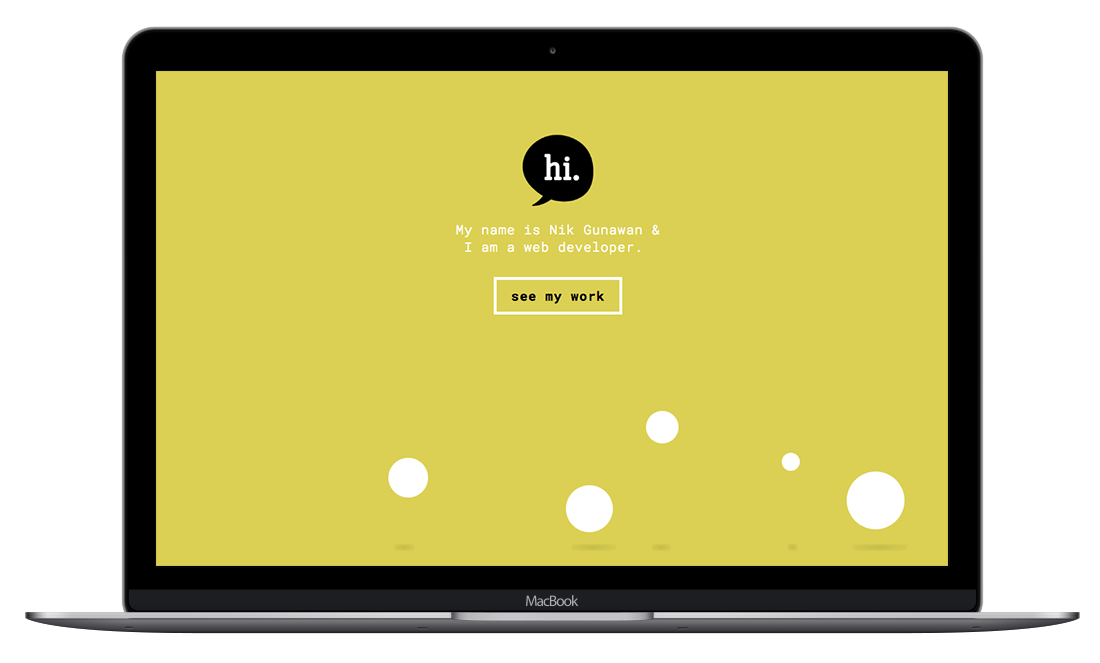 hi.
My name is Nik Gunawan &
I am a web developer.
see my work
MacBook